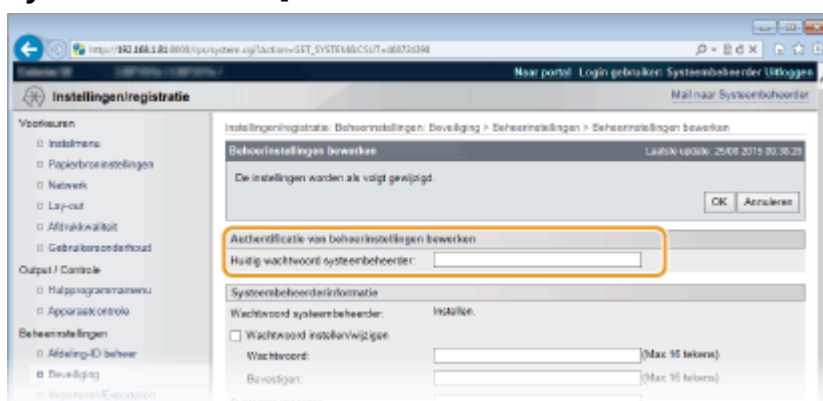 Naar portal Login gebruiker: Systeembeheerder Uitloggen
Instellingen/registratie
Mail naar Systeembeheerder
Voorkeuren
Instelmenu
Papierbroninstellingen
Netwerk
Lay-out
Afdrukkwaliteit
Gebruikersonderhoud
Output / Controle
Hulpprogrammamenu
Apparaatcontrole
Beheerinstellingen
Afdeling-ID beheer
Beveiliging
Importeren/Exporteren
Instellingen/registratie: Beheerinstellingen: Beveiliging > Beheerinstellingen > Beheerinstellingen bewerken
Beheerinstellingen bewerken
Laatste update: 25/08 2015 09:38:28
De instellingen worden als volgt gewijzigd.
OK Annuleren
Authentificatie van beheerinstellingen bewerken
Huidig wachtwoord systeembeheerder:
Systeembeheerderinformatie
Wachtwoord systeembeheerder: Instellen.
Wachtwoord instellen/wijzigen
Wachtwoord: (Max 16 tekens)
Bevestigen: (Max 16 tekens)